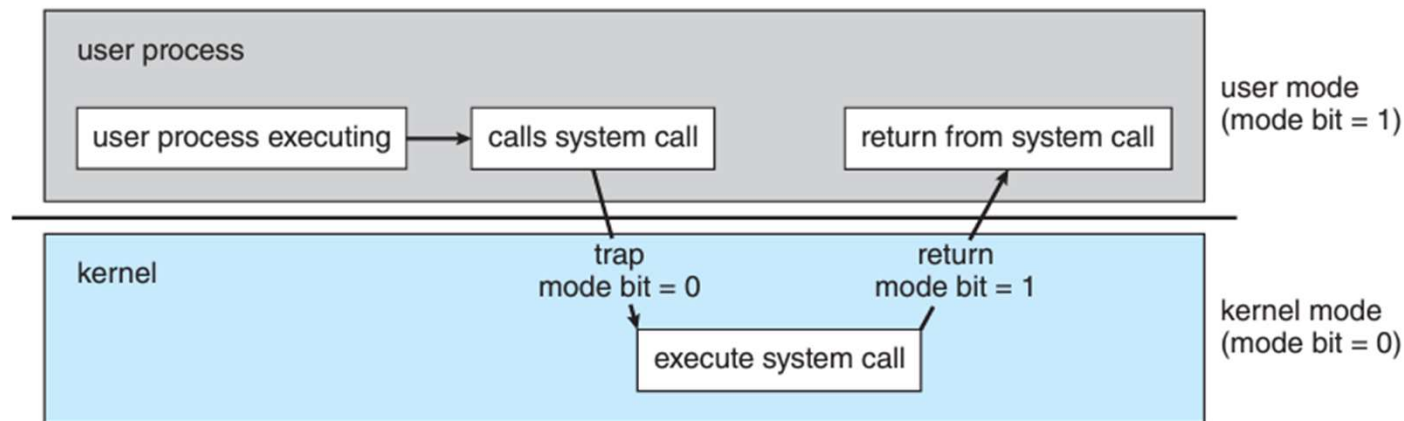 user process
user process executing
calls system call
return from system call
user mode
(mode bit = 1)
kernel
trap
mode bit = 0
return
mode bit = 1
execute system call
kernel mode
(mode bit = 0)